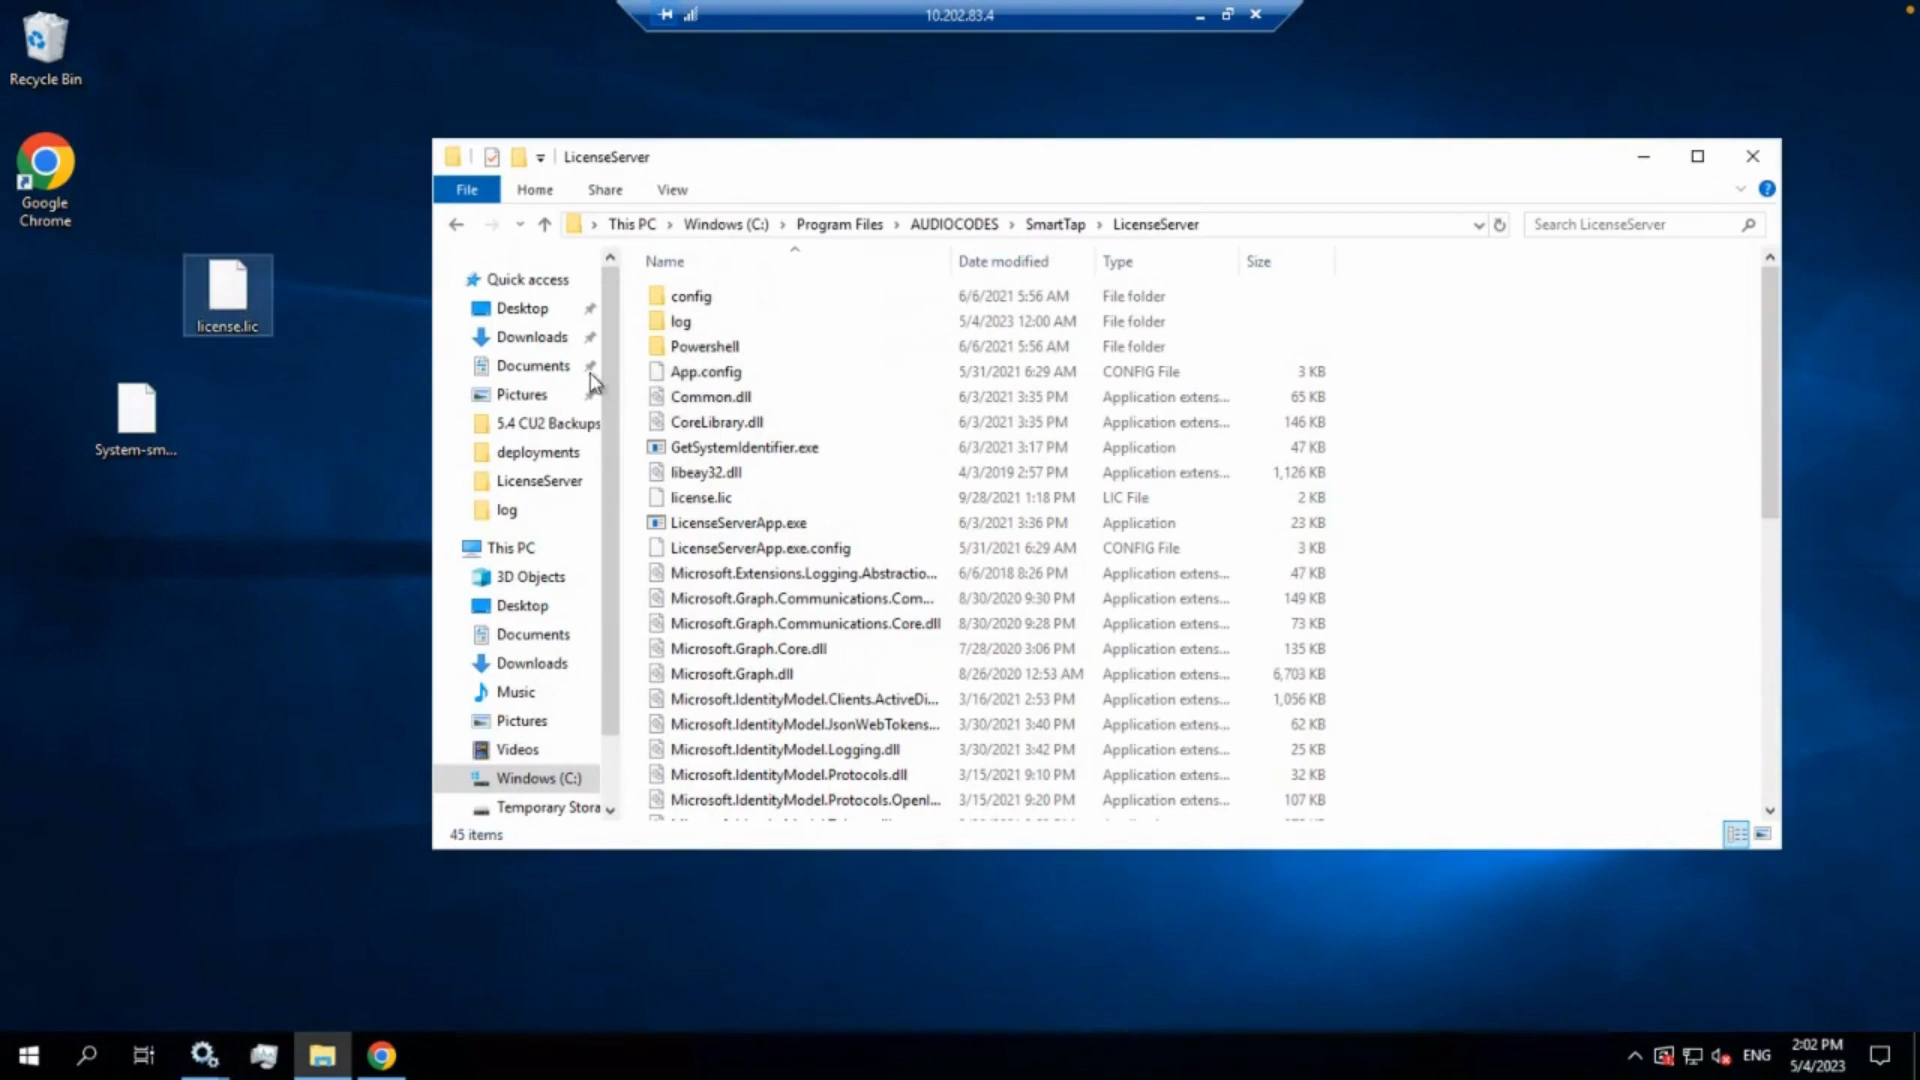 10.202.83.4
Recycle Bin
Google
Chrome
license.lic
System-sm...
LicenseServer
File
Home
Share
View
This PC
Windows (C:)
Program Files
AUDIOCODES
SmartTap
LicenseServer
Search LicenseServer
Quick access
Desktop
Downloads
Documents
Pictures
5.4 CU2 Backups
deployments
LicenseServer
log
This PC
3D Objects
Desktop
Documents
Downloads
Music
Pictures
Videos
Windows (C:)
Temporary Stora
Name Date modified Type Size
config 6/6/2021 5:56 AM File folder
log 5/4/2023 12:00 AM File folder
Powershell 6/6/2021 5:56 AM File folder
App.config 5/31/2021 6:29 AM CONFIG File 3 KB
Common.dll 6/3/2021 3:35 PM Application extens... 65 KB
CoreLibrary.dll 6/3/2021 3:35 PM Application extens... 146 KB
GetSystemIdentifier.exe 6/3/2021 3:17 PM Application 47 KB
libeay32.dll 4/3/2019 2:57 PM Application extens... 1,126 KB
license.lic 9/28/2021 1:18 PM LIC File 2 KB
LicenseServerApp.exe 6/3/2021 3:36 PM Application 23 KB
LicenseServerApp.exe.config 5/31/2021 6:29 AM CONFIG File 3 KB
Microsoft.Extensions.Logging.Abstractio... 6/6/2018 8:26 PM Application extens... 47 KB
Microsoft.Graph.Communications.Com... 8/30/2020 9:30 PM Application extens... 149 KB
Microsoft.Graph.Communications.Core.dll 8/30/2020 9:28 PM Application extens... 73 KB
Microsoft.Graph.Core.dll 7/28/2020 3:06 PM Application extens... 135 KB
Microsoft.Graph.dll 8/26/2020 12:53 AM Application extens... 6,703 KB
Microsoft.IdentityModel.Clients.ActiveDi... 3/16/2021 2:53 PM Application extens... 1,056 KB
Microsoft.IdentityModel.JsonWebTokens... 3/30/2021 3:40 PM Application extens... 62 KB
Microsoft.IdentityModel.Logging.dll 3/30/2021 3:42 PM Application extens... 25 KB
Microsoft.IdentityModel.Protocols.dll 3/15/2021 9:10 PM Application extens... 32 KB
Microsoft.IdentityModel.Protocols.OpenI... 3/15/2021 9:20 PM Application extens... 107 KB
45 items
ENG
2:02 PM
5/4/2023